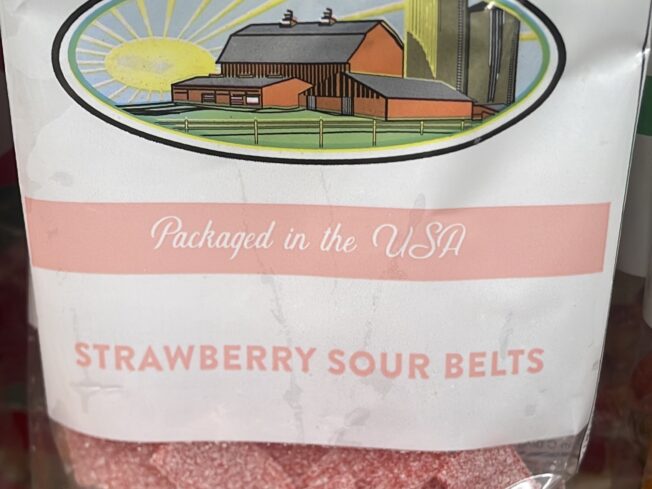 Packaged in the USA
STRAWBERRY SOUR BELTS